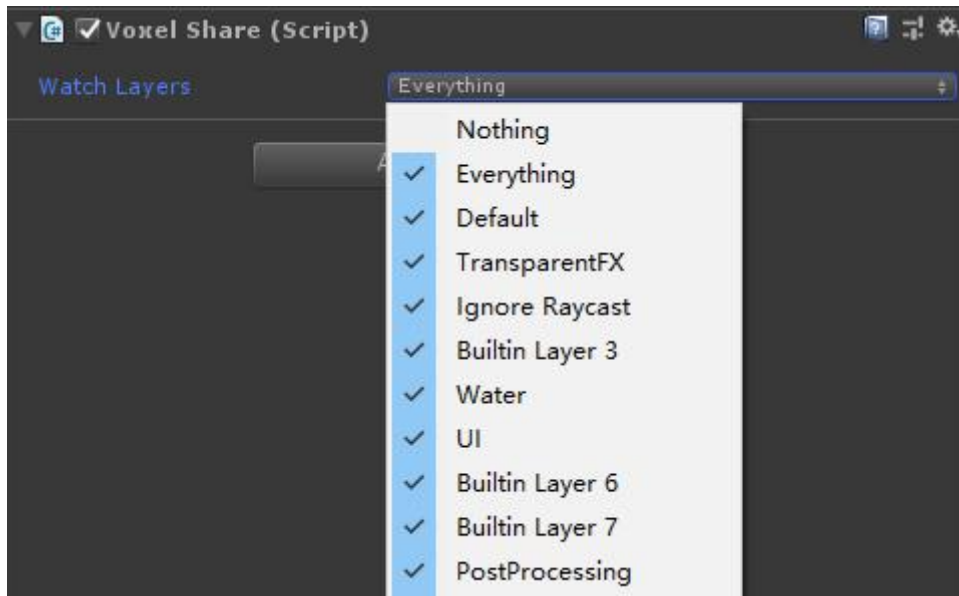 Voxel Share (Script)
Watch Layers
Everything
Nothing
Everything
Default
TransparentFX
Ignore Raycast
Builtin Layer 3
Water
UI
Builtin Layer 6
Builtin Layer 7
PostProcessing